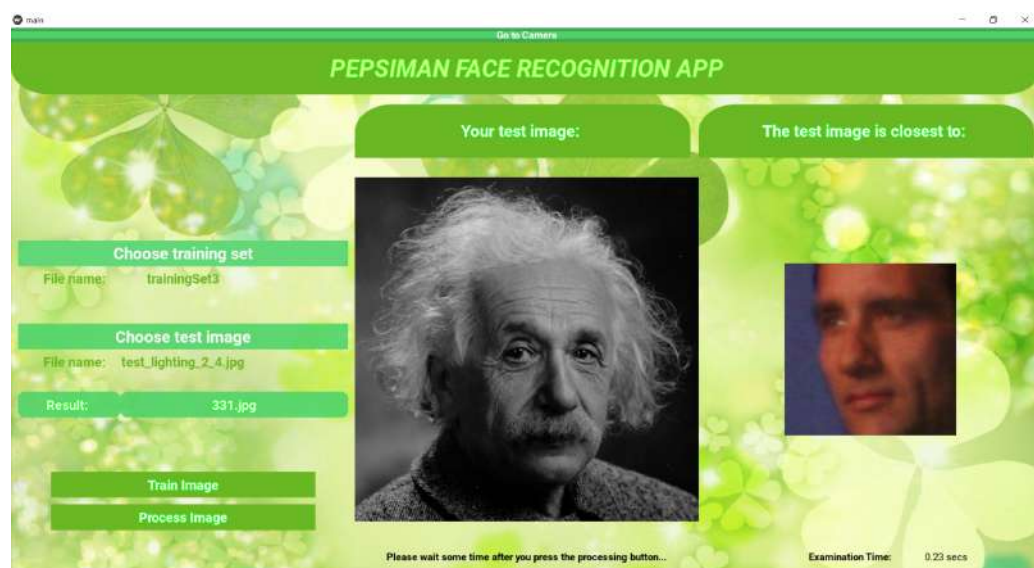 main
Go to Camera
PEPSIMAN FACE RECOGNITION APP
Your test image:
The test image is closest to:
Choose training set
File name: trainingSet3
Choose test image
File name: test_lighting_2_4.jpg
Result: 331.jpg
Train Image
Process Image
Please wait some time after you press the processing button...
Examination Time: 0.23 secs